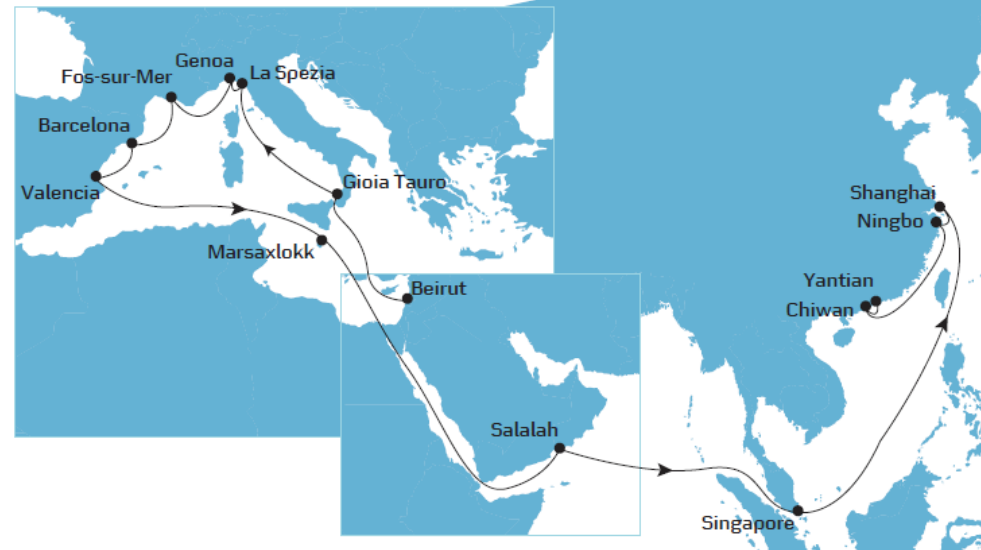 Genoa
La Spezia
Fos-sur-Mer
Barcelona
Gioia Tauro
Valencia
Shanghai
Ningbo
Marsaxlokk
Yantian
Beirut
Chiwan
Salalah
Singapore